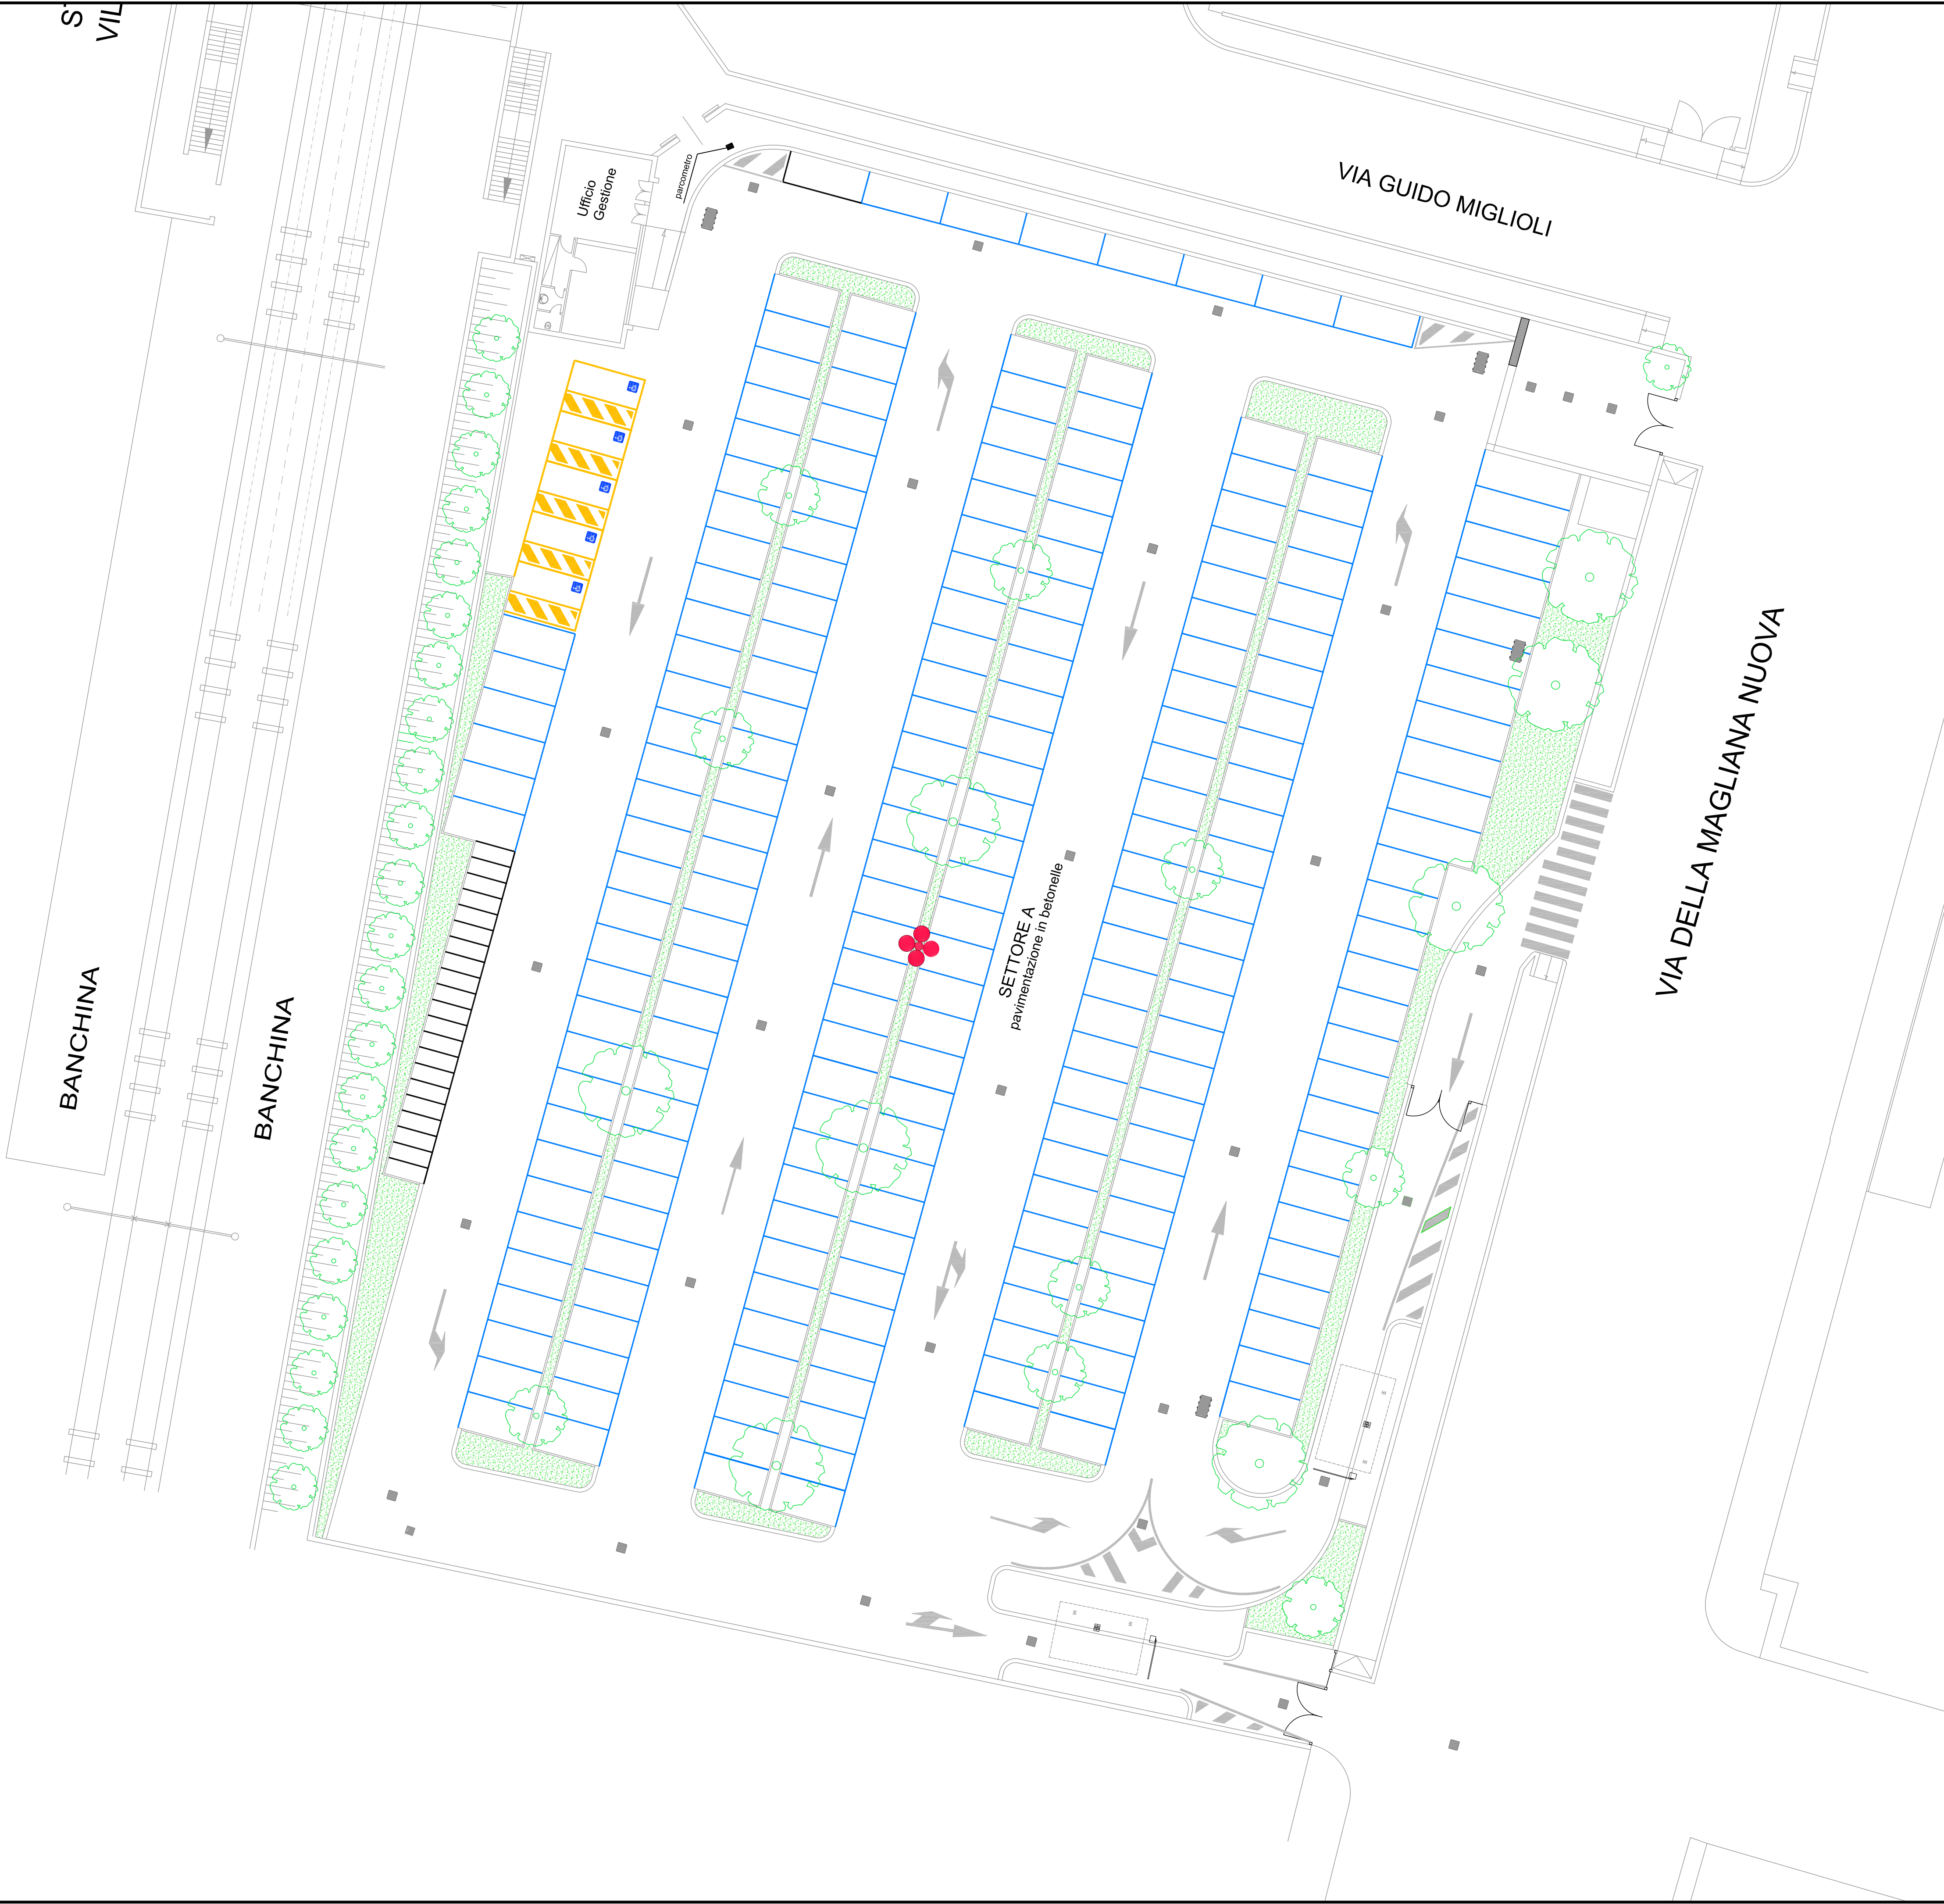 VIA GUIDO MIGLIOLI
parcometro
Ufficio
Gestione
VIA DELLA MAGLIANA NUOVA
SETTORE A
pavimentazione in betonelle
BANCHINA
BANCHINA